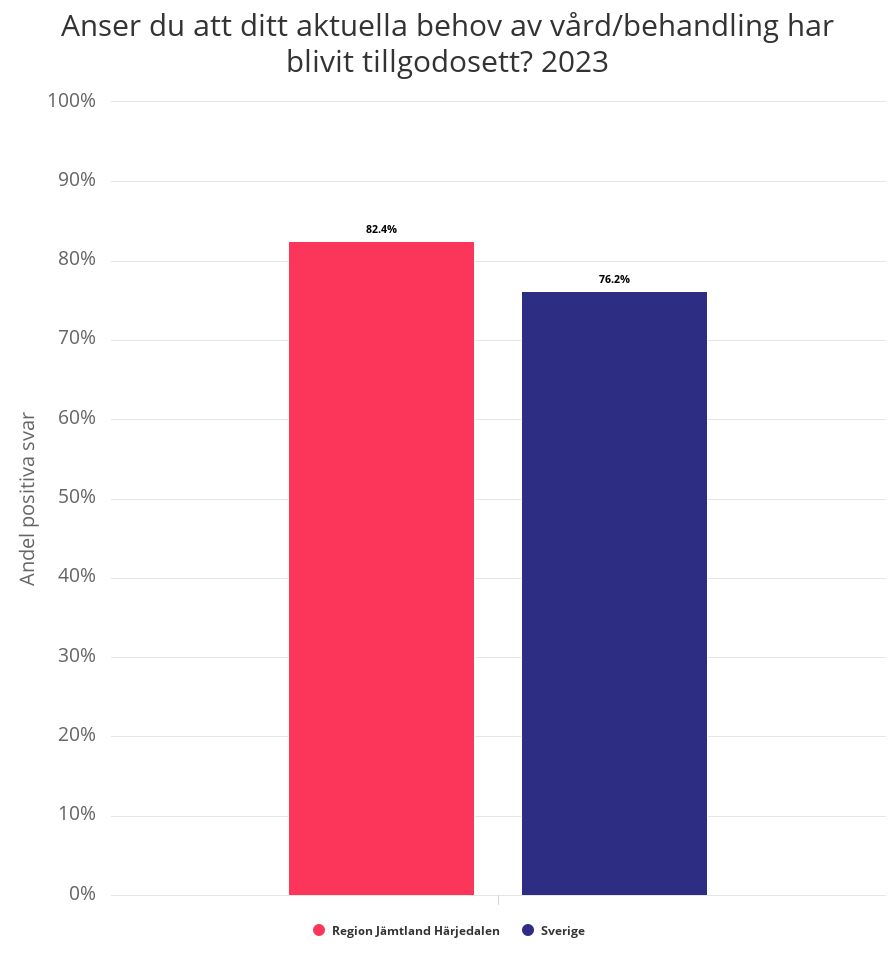 Anser du att ditt aktuella behov av vård/behandling har
blivit tillgodosett? 2023
100%
90%
80%
70%
60%
50%
40%
30%
20%
10%
0%
Andel positiva svar
82.4%
76.2%
Region Jämtland Härjedalen
Sverige